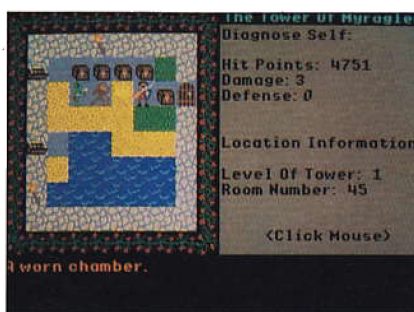 The Tower Of Myraglen
Diagnose Self:
Hit Points: 4751
Damage: 3
Defense: 0
Location Information
Level Of Tower: 1
Room Number: 45
<Click Mouse>
A worn chamber.